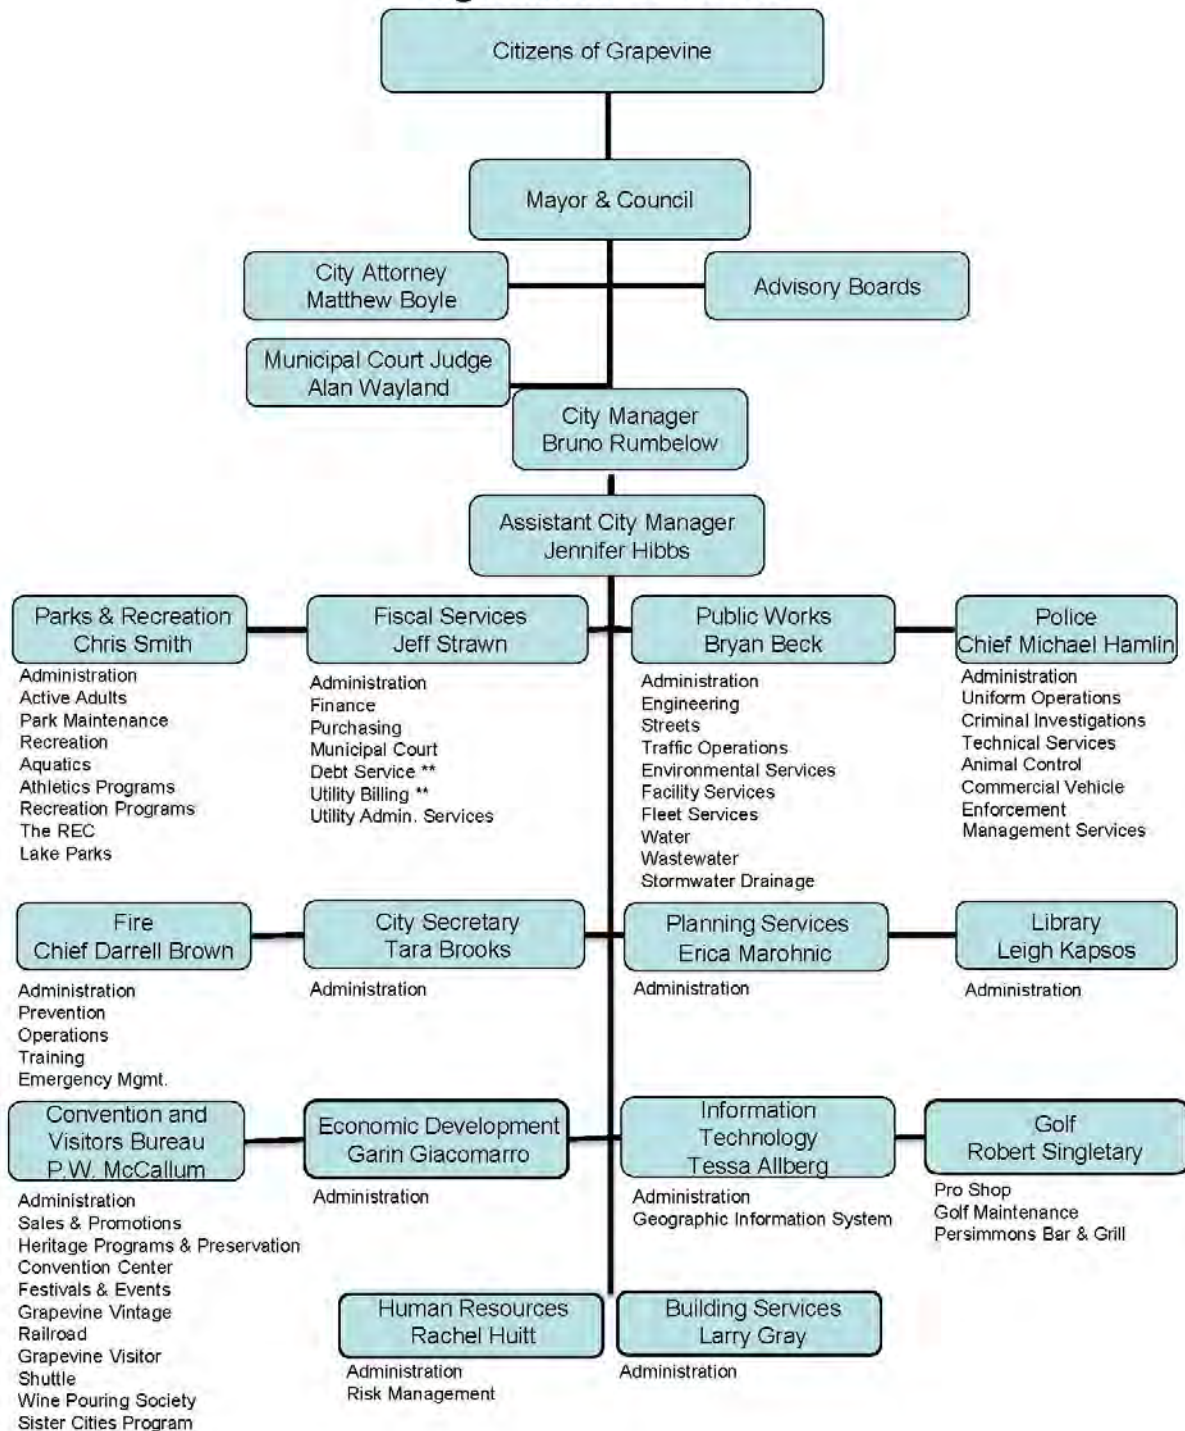 Citizens of Grapevine
Mayor & Council
City Attorney
Matthew Boyle
Advisory Boards
Municipal Court Judge
Alan Wayland
City Manager
Bruno Rumbelow
Assistant City Manager
Jennifer Hibbs
Parks & Recreation
Chris Smith
Administration
Active Adults
Park Maintenance
Recreation
Aquatics
Athletics Programs
Recreation Programs
The REC
Lake Parks
Fiscal Services
Jeff Strawn
Administration
Finance
Purchasing
Municipal Court
Debt Service **
Utility Billing **
Utility Admin. Services
Public Works
Bryan Beck
Administration
Engineering
Streets
Traffic Operations
Environmental Services
Facility Services
Fleet Services
Water
Wastewater
Stormwater Drainage
Police
Chief Michael Hamlin
Administration
Uniform Operations
Criminal Investigations
Technical Services
Animal Control
Commercial Vehicle
Enforcement
Management Services
Fire
Chief Darrell Brown
Administration
Prevention
Operations
Training
Emergency Mgmt.
City Secretary
Tara Brooks
Administration
Planning Services
Erica Marohnic
Administration
Library
Leigh Kapsos
Administration
Convention and
Visitors Bureau
P.W. McCallum
Administration
Sales & Promotions
Heritage Programs & Preservation
Convention Center
Festivals & Events
Grapevine Vintage
Railroad
Grapevine Visitor
Shuttle
Wine Pouring Society
Sister Cities Program
Economic Development
Garin Giacomarro
Administration
Information
Technology
Tessa Allberg
Administration
Geographic Information System
Golf
Robert Singletary
Pro Shop
Golf Maintenance
Persimmons Bar & Grill
Human Resources
Rachel Huitt
Administration
Risk Management
Building Services
Larry Gray
Administration